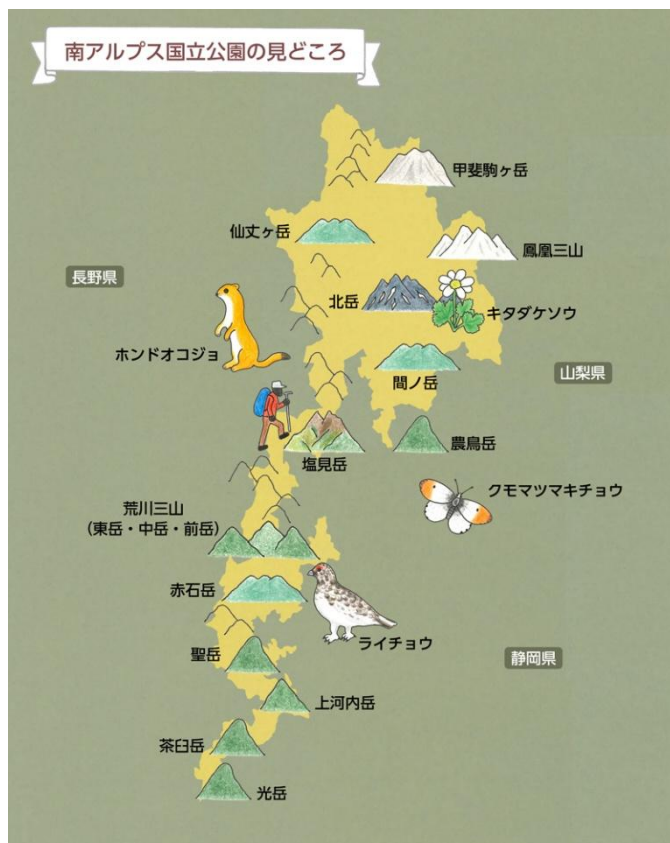 南アルプス国立公園の見どころ
甲斐駒ヶ岳
仙丈ヶ岳
鳳凰三山
長野県
北岳
キタダケソウ
ホンドオコジョ
間ノ岳
山梨県
農鳥岳
塩見岳
クモマツマキチョウ
荒川三山
（東岳・中岳・前岳）
赤石岳
ライチョウ
聖岳
静岡県
上河内岳
茶臼岳
光岳